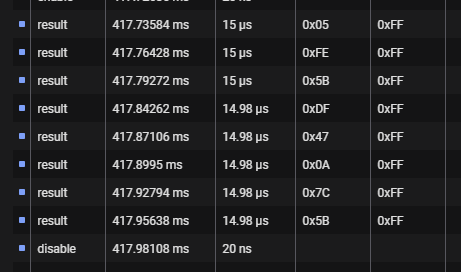 result 417.73584 ms 15 µs 0x05 0xFF
result 417.76428 ms 15 µs 0xFE 0xFF
result 417.79272 ms 15 µs 0x5B 0xFF
result 417.84262 ms 14.98 µs 0xDF 0xFF
result 417.87106 ms 14.98 µs 0x47 0xFF
result 417.8995 ms 14.98 µs 0x0A 0xFF
result 417.92794 ms 14.98 µs 0x7C 0xFF
result 417.95638 ms 14.98 µs 0x5B 0xFF
disable 417.98108 ms 20 ns